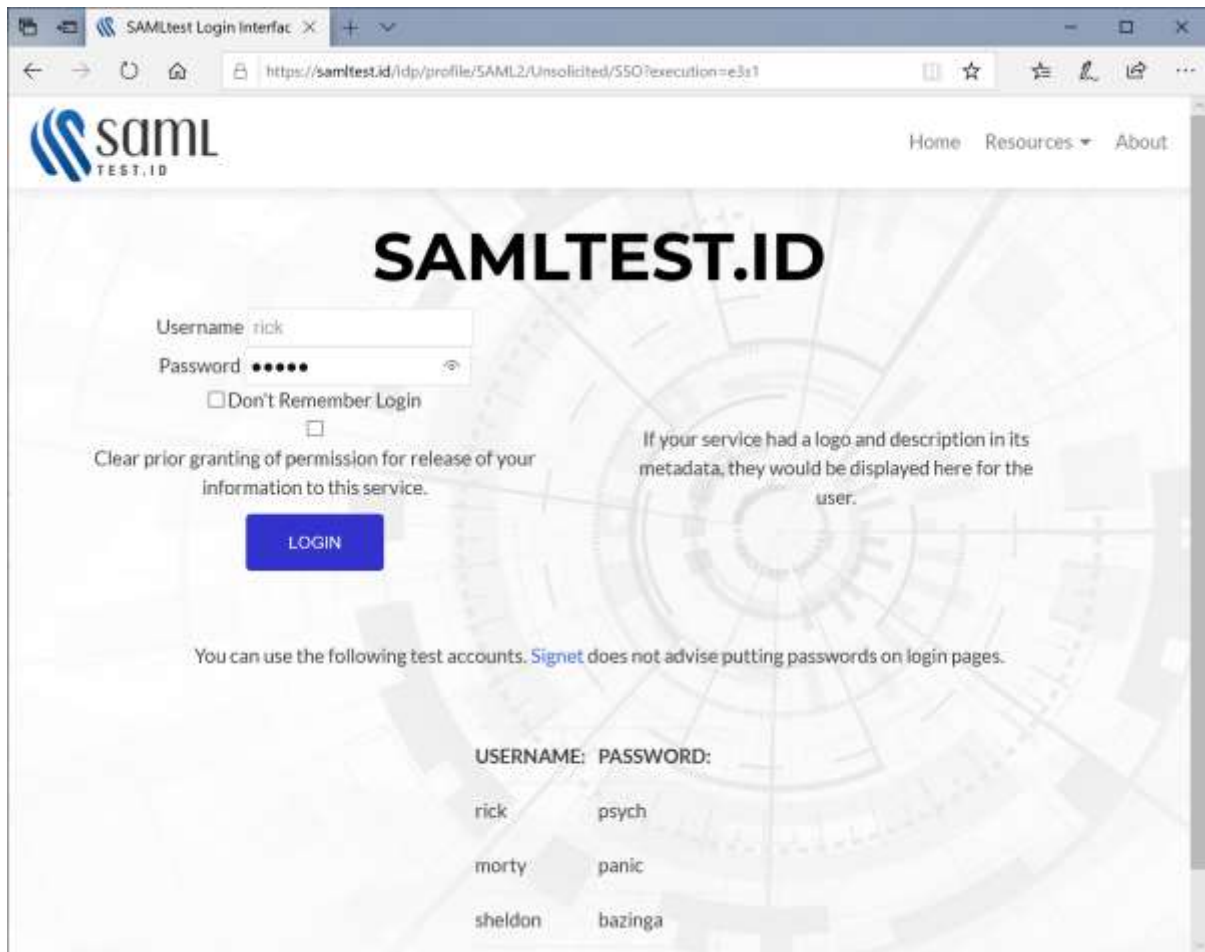 SAMLtest Login Interfac
https://samltest.id/idp/profile/SAML2/Unsolicited/SSO?execution=e3s1
saml
TEST.ID
Home Resources About
SAMLTEST.ID
Username rick
Password •••••
Don't Remember Login
Clear prior granting of permission for release of your
information to this service.
If your service had a logo and description in its
metadata, they would be displayed here for the
user.
LOGIN
You can use the following test accounts. Signet does not advise putting passwords on login pages.
USERNAME: PASSWORD:
rick psych
morty panic
sheldon bazinga